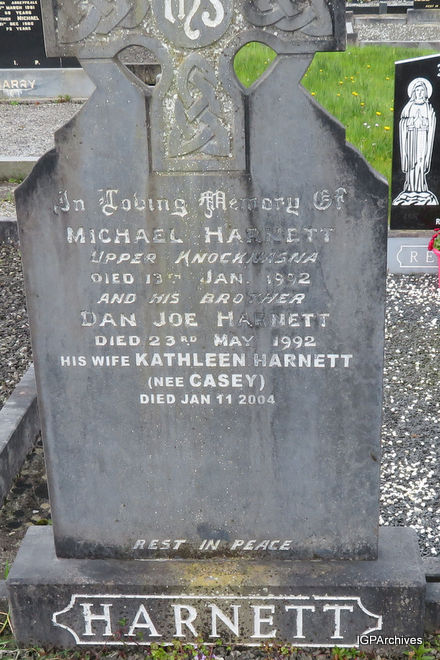 IHS
In Loving Memory Of
MICHAEL HARNETT
UPPER KNOCKNASNA
DIED 13TH JAN. 1992
AND HIS BROTHER
DAN JOE HARNETT
DIED 23RD MAY 1992
HIS WIFE KATHLEEN HARNETT
(NEE CASEY)
DIED JAN 11 2004
REST IN PEACE
HARNETT
IGPArchives